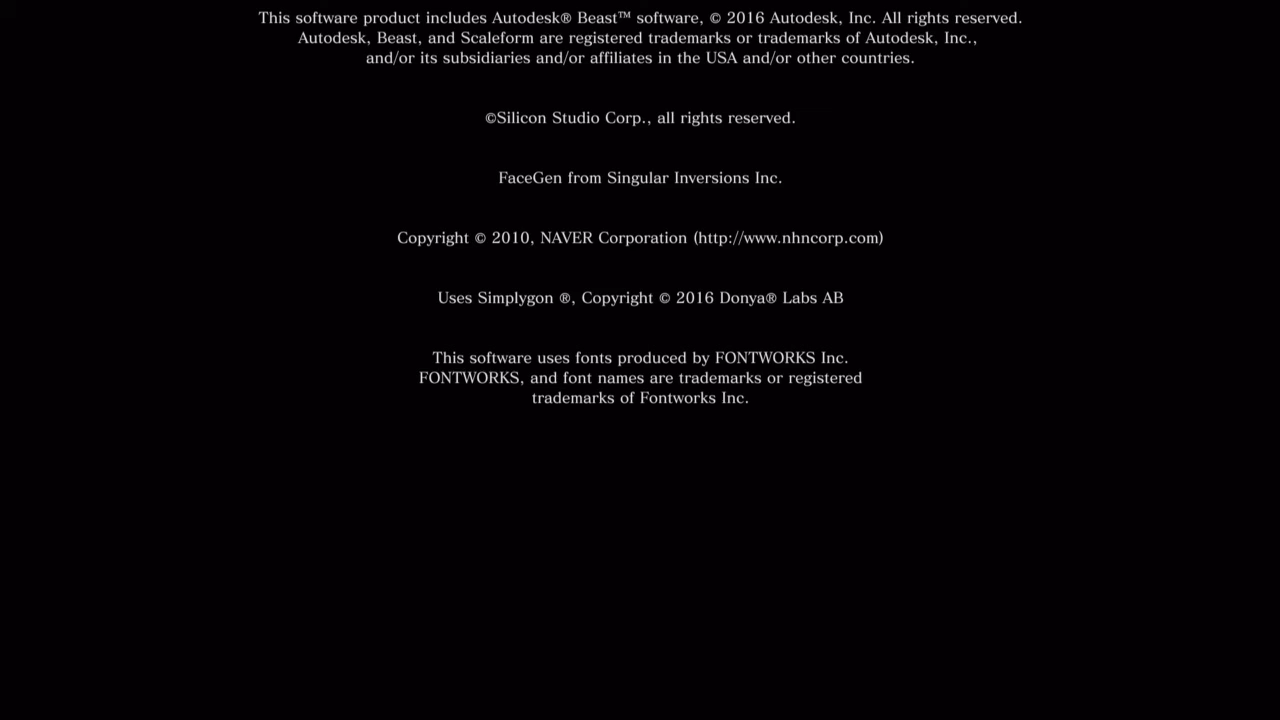 This software product includes Autodesk® Beast™ software, © 2016 Autodesk, Inc. All rights reserved.
Autodesk, Beast, and Scaleform are registered trademarks or trademarks of Autodesk, Inc.,
and/or its subsidiaries and/or affiliates in the USA and/or other countries.
©Silicon Studio Corp., all rights reserved.
FaceGen from Singular Inversions Inc.
Copyright © 2010, NAVER Corporation (http://www.nhncorp.com)
Uses Simplygon ®, Copyright © 2016 Donya® Labs AB
This software uses fonts produced by FONTWORKS Inc.
FONTWORKS, and font names are trademarks or registered
trademarks of Fontworks Inc.